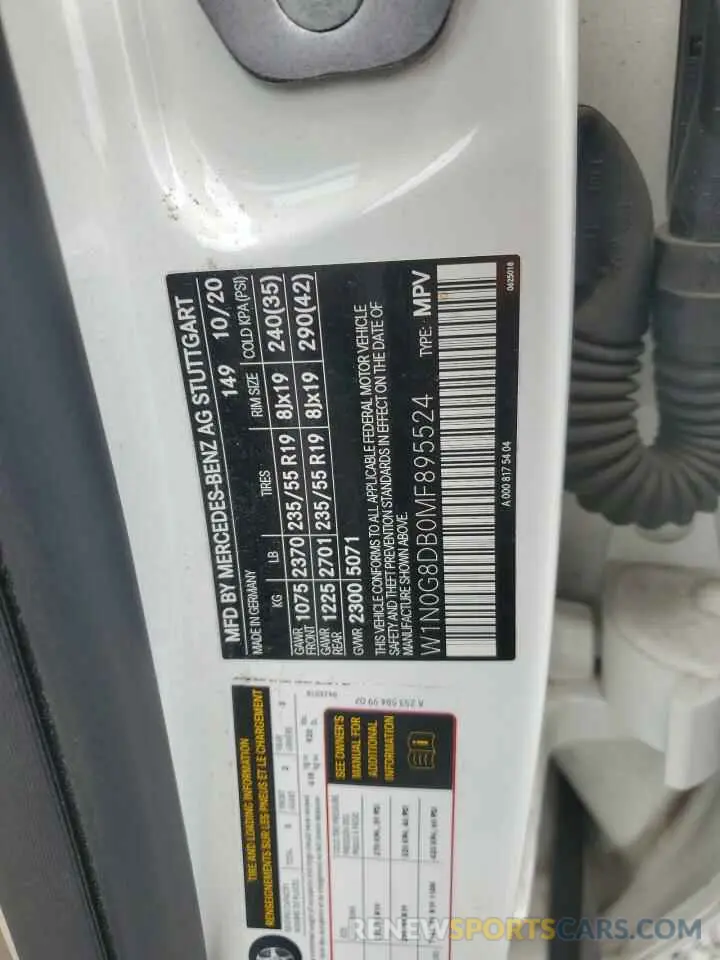 MFD BY MERCEDES-BENZ AG STUTTGART
149 10/20
MADE IN GERMANY
KG LB TIRES RIM SIZE COLD KPA(PSI)
GAWR FRONT 1075 2370 235/55 R19 8Jx19 240(35)
GAWR REAR 1225 2701 235/55 R19 8Jx19 290(42)
GVWR 2300 5071
THIS VEHICLE CONFORMS TO ALL APPLICABLE FEDERAL MOTOR VEHICLE
SAFETY AND THEFT PREVENTION STANDARDS IN EFFECT ON THE DATE OF
MANUFACTURE SHOWN ABOVE.
W1N0G8DB0MF895524 TYPE: MPV
0425018
A 000 817 54 04
TIRE AND LOADING INFORMATION
RENSEIGNEMENTS SUR LES PNEUS ET LE CHARGEMENT
SEE OWNER'S
MANUAL FOR
ADDITIONAL
INFORMATION
RENEWSPORTSCARS.COM